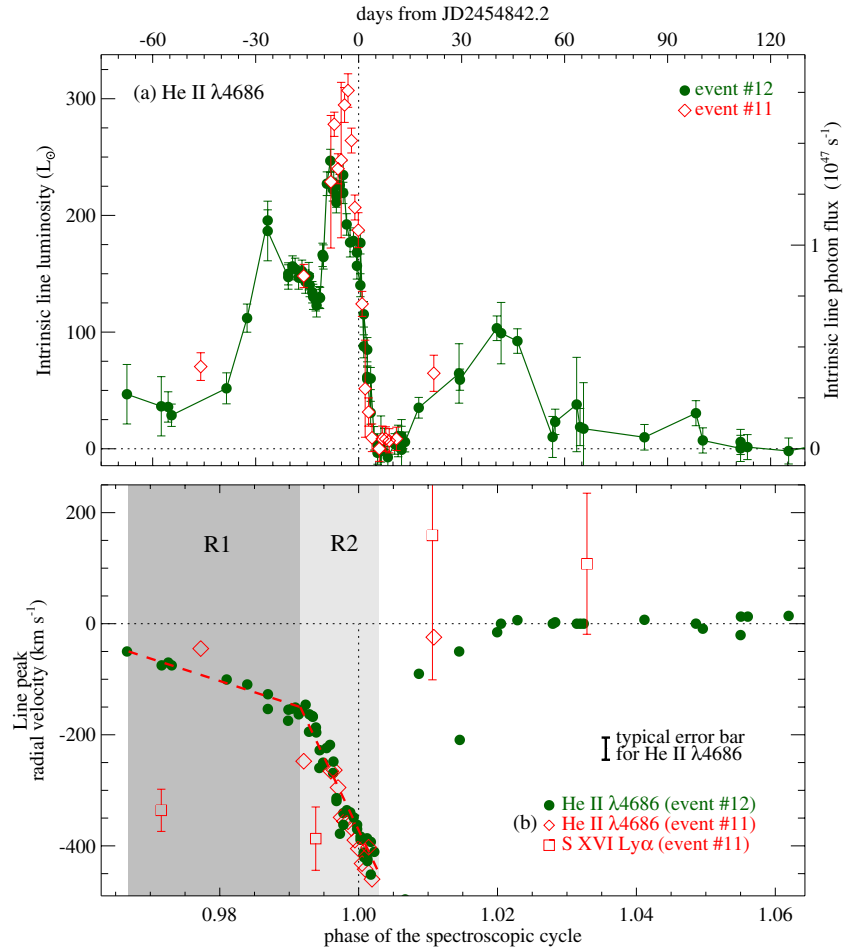 days from JD2454842.2
-60 -30 0 30 60 90 120
(a) He II λ4686
event #12
event #11
Intrinsic line luminosity (L☉)
300
250
200
150
100
50
0
Intrinsic line photon flux (10⁴⁷ s⁻¹)
1
0
R1 R2
Line peak
radial velocity (km s⁻¹)
200
0
-200
-400
typical error bar
for He II λ4686
(b)
He II λ4686 (event #12)
He II λ4686 (event #11)
S XVI Lyα (event #11)
0.98 1.00 1.02 1.04 1.06
phase of the spectroscopic cycle